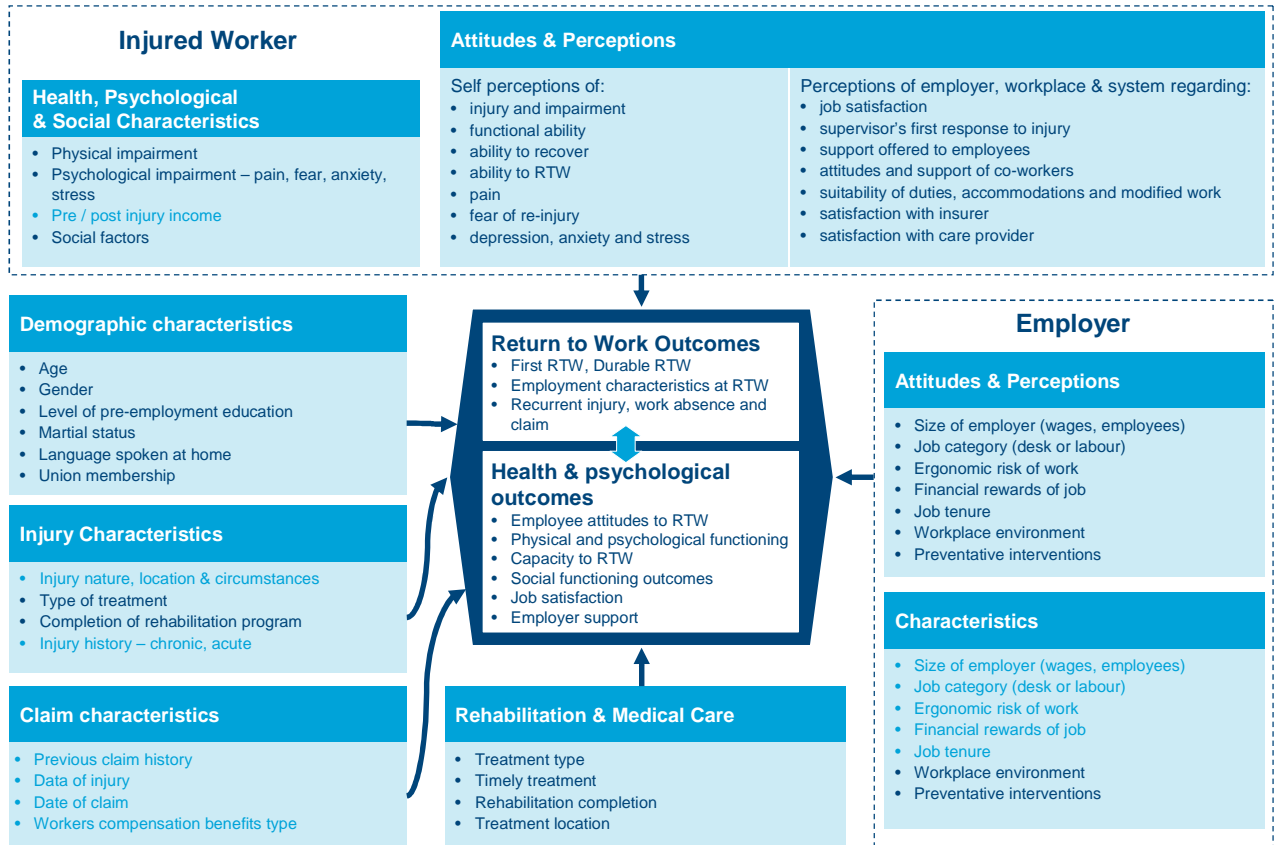 Injured Worker
Health, Psychological
& Social Characteristics
• Physical impairment
• Psychological impairment – pain, fear, anxiety,
stress
• Pre / post injury income
• Social factors
Attitudes & Perceptions
Self perceptions of:
• injury and impairment
• functional ability
• ability to recover
• ability to RTW
• pain
• fear of re-injury
• depression, anxiety and stress
Perceptions of employer, workplace & system regarding:
• job satisfaction
• supervisor's first response to injury
• support offered to employees
• attitudes and support of co-workers
• suitability of duties, accommodations and modified work
• satisfaction with insurer
• satisfaction with care provider
Demographic characteristics
• Age
• Gender
• Level of pre-employment education
• Martial status
• Language spoken at home
• Union membership
Injury Characteristics
• Injury nature, location & circumstances
• Type of treatment
• Completion of rehabilitation program
• Injury history – chronic, acute
Claim characteristics
• Previous claim history
• Data of injury
• Date of claim
• Workers compensation benefits type
Return to Work Outcomes
• First RTW, Durable RTW
• Employment characteristics at RTW
• Recurrent injury, work absence and
claim
Health & psychological
outcomes
• Employee attitudes to RTW
• Physical and psychological functioning
• Capacity to RTW
• Social functioning outcomes
• Job satisfaction
• Employer support
Rehabilitation & Medical Care
• Treatment type
• Timely treatment
• Rehabilitation completion
• Treatment location
Employer
Attitudes & Perceptions
• Size of employer (wages, employees)
• Job category (desk or labour)
• Ergonomic risk of work
• Financial rewards of job
• Job tenure
• Workplace environment
• Preventative interventions
Characteristics
• Size of employer (wages, employees)
• Job category (desk or labour)
• Ergonomic risk of work
• Financial rewards of job
• Job tenure
• Workplace environment
• Preventative interventions